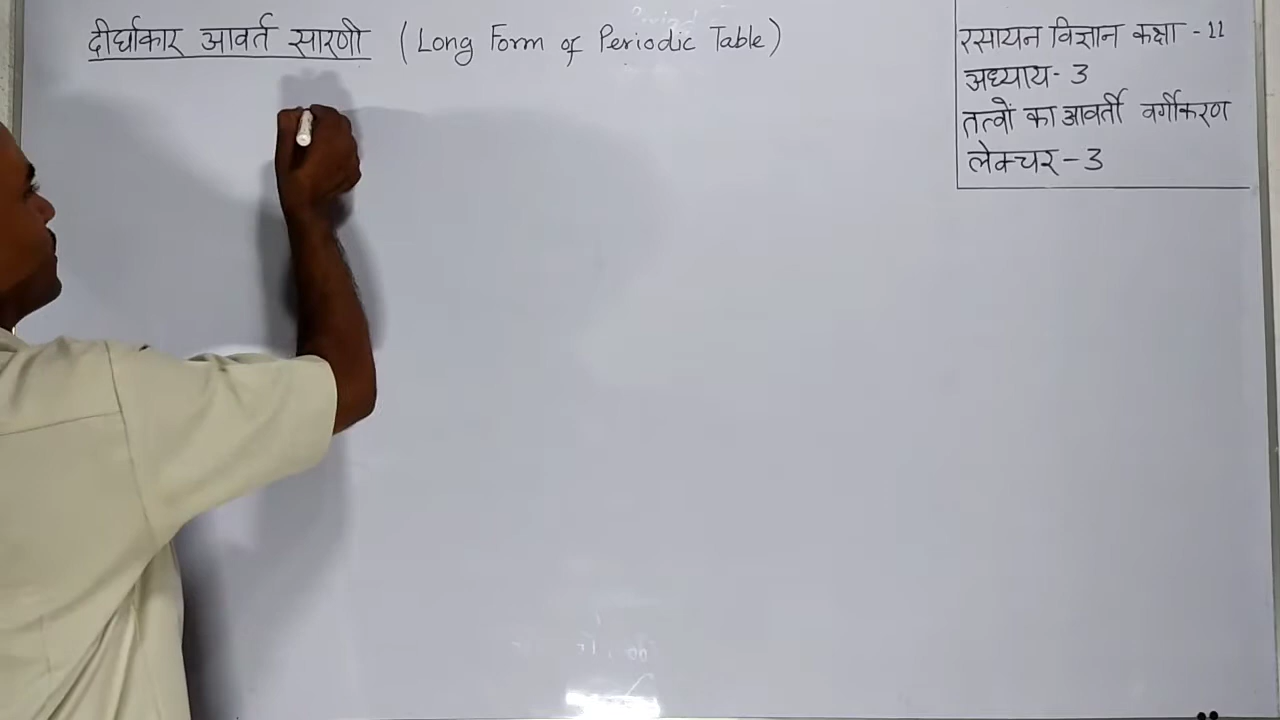 दीर्घाकार आवर्त सारणी (Long Form of Periodic Table)
रसायन विज्ञान कक्षा - 11
अध्याय - 3
तत्वों का आवर्ती वर्गीकरण
लेक्चर - 3